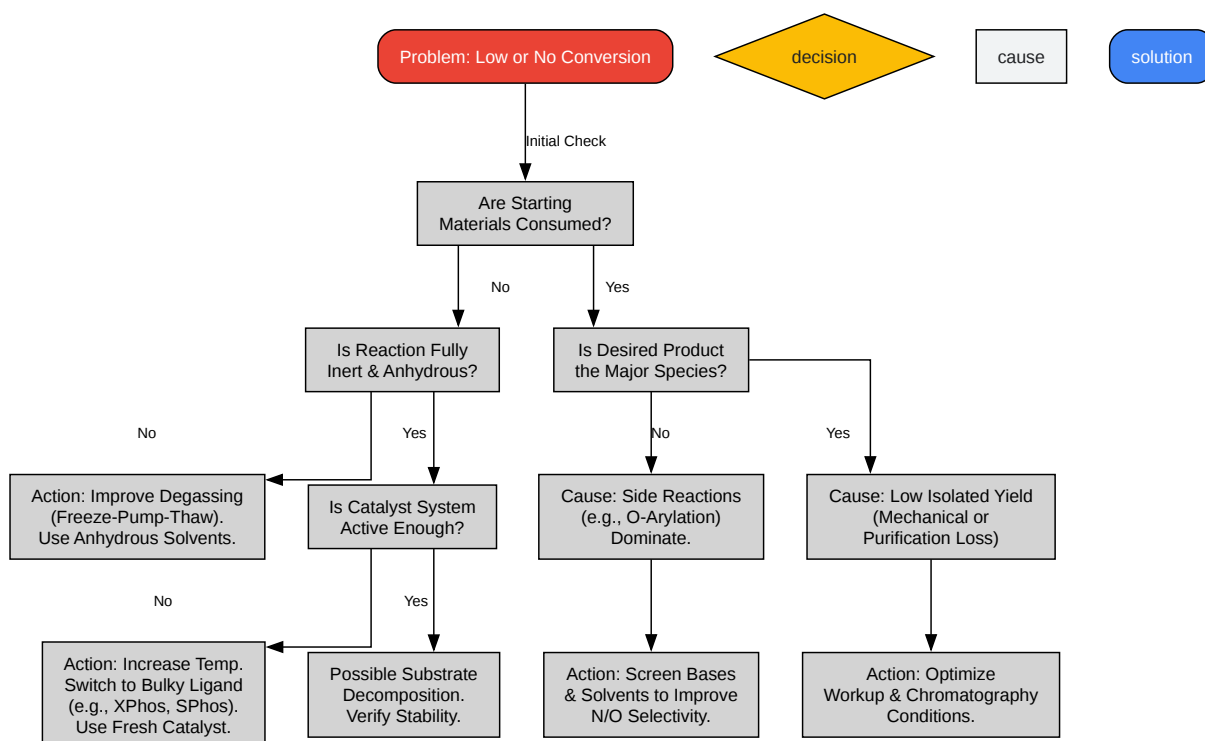 Problem: Low or No Conversion
decision
cause
solution
Initial Check
Are Starting
Materials Consumed?
No
Yes
Is Reaction Fully
Inert & Anhydrous?
Is Desired Product
the Major Species?
No
Yes
No
Yes
Action: Improve Degassing
(Freeze-Pump-Thaw).
Use Anhydrous Solvents.
Is Catalyst System
Active Enough?
Cause: Side Reactions
(e.g., O-Arylation)
Dominate.
Cause: Low Isolated Yield
(Mechanical or
Purification Loss)
No
Yes
Action: Increase Temp.
Switch to Bulky Ligand
(e.g., XPhos, SPhos).
Use Fresh Catalyst.
Possible Substrate
Decomposition.
Verify Stability.
Action: Screen Bases
& Solvents to Improve
N/O Selectivity.
Action: Optimize
Workup & Chromatography
Conditions.